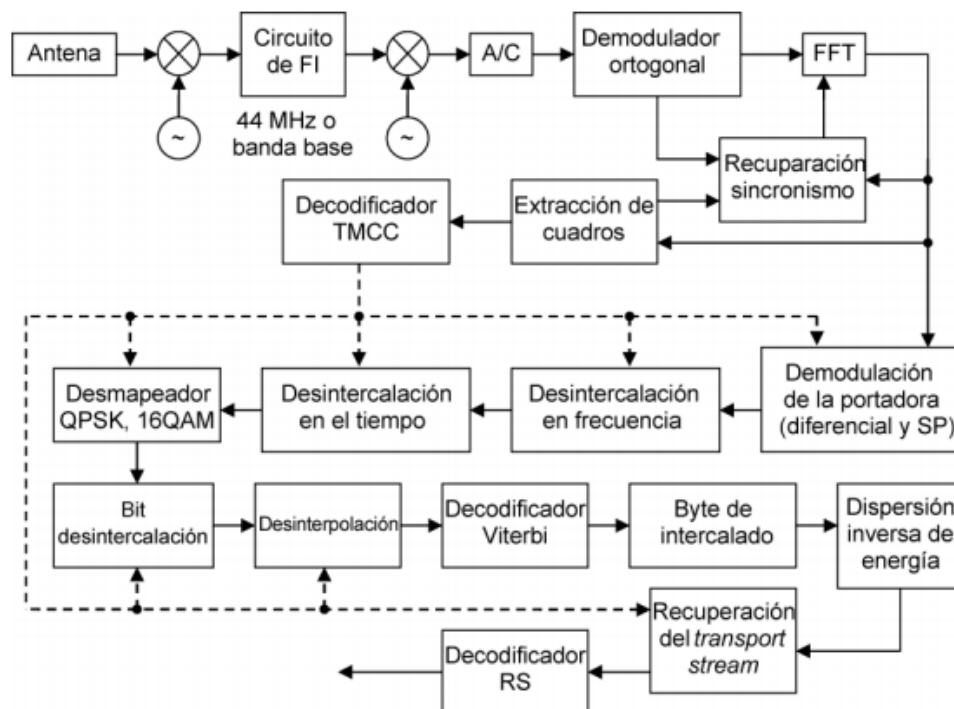 Antena
Circuito
de FI
A/C
Demodulador
ortogonal
FFT
~
44 MHz o
banda base
~
Recuparación
sincronismo
Decodificador
TMCC
Extracción de
cuadros
Desmapeador
QPSK, 16QAM
Desintercalación
en el tiempo
Desintercalación
en frecuencia
Demodulación
de la portadora
(diferencial y SP)
Bit
desintercalación
Desinterpolación
Decodificador
Viterbi
Byte de
intercalado
Dispersión
inversa de
energía
Recuperación
del transport
stream
Decodificador
RS